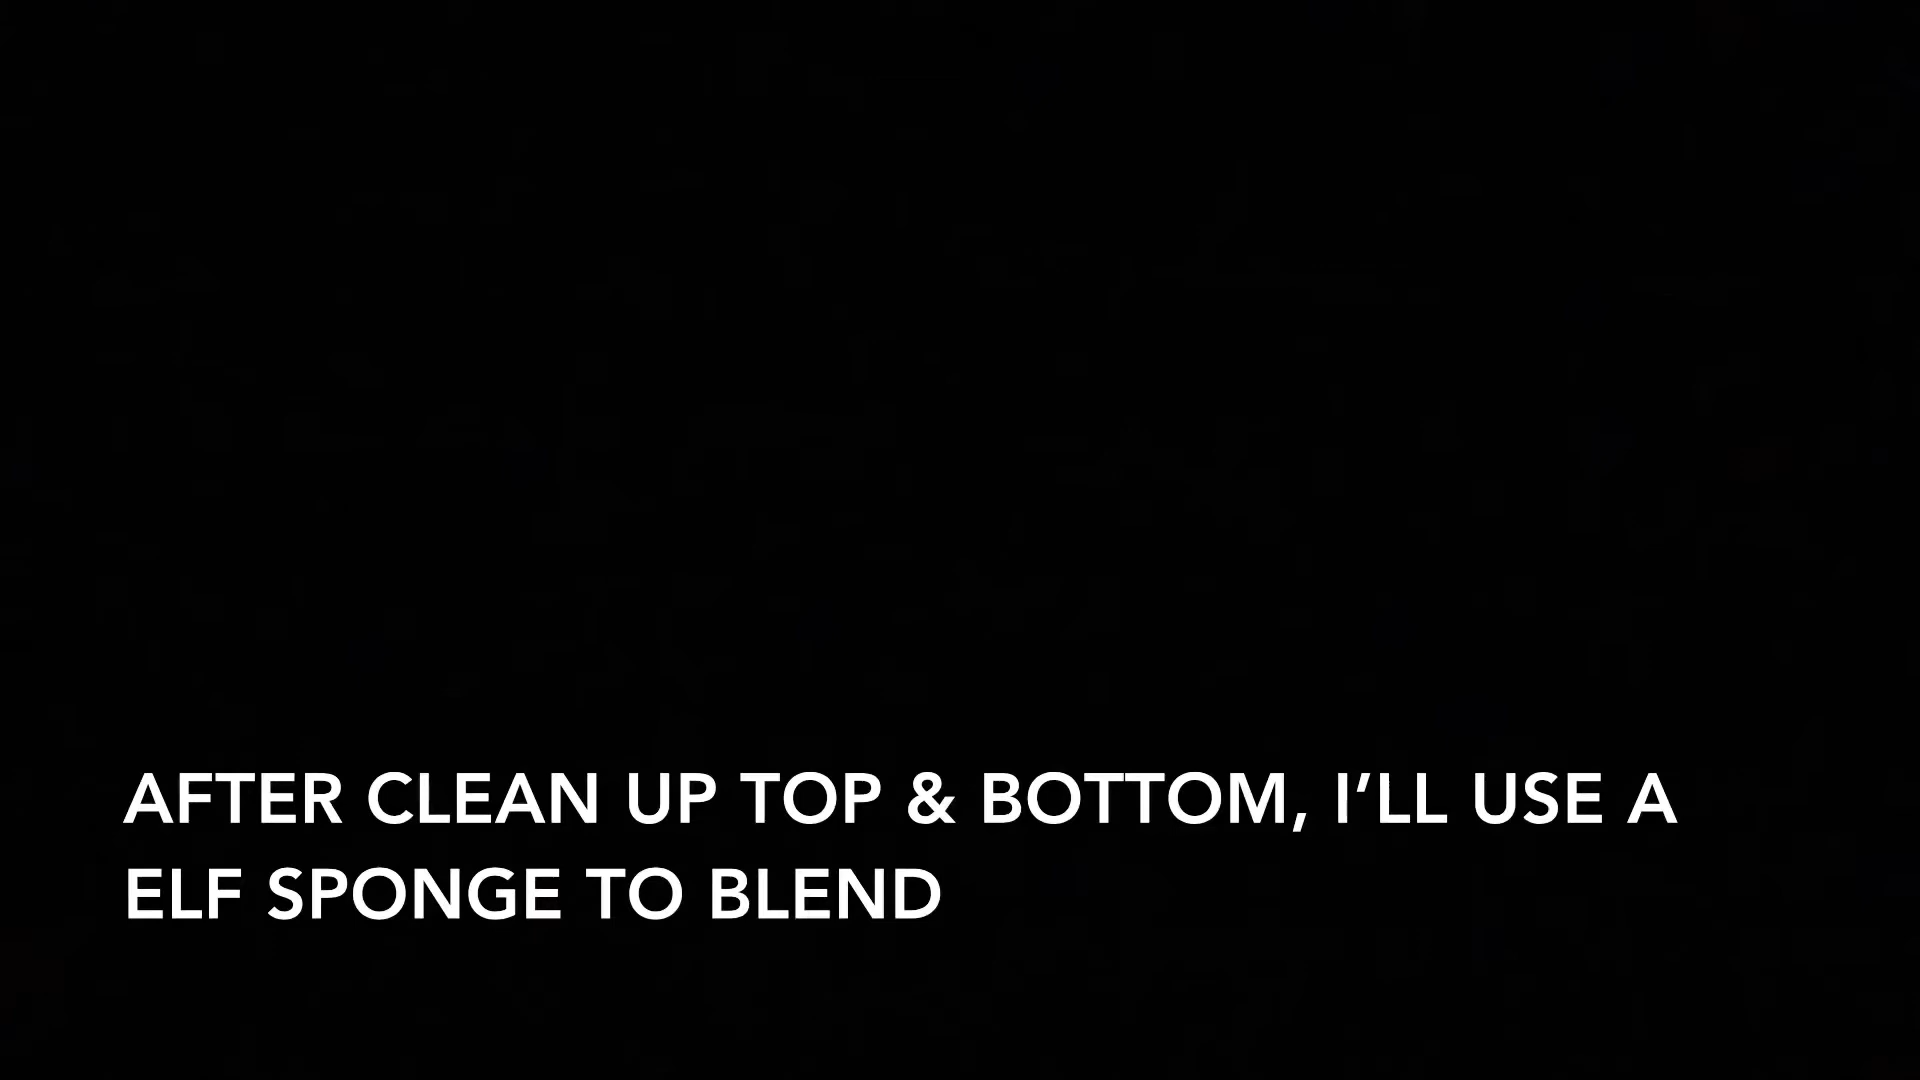 AFTER CLEAN UP TOP & BOTTOM, I’LL USE A
ELF SPONGE TO BLEND